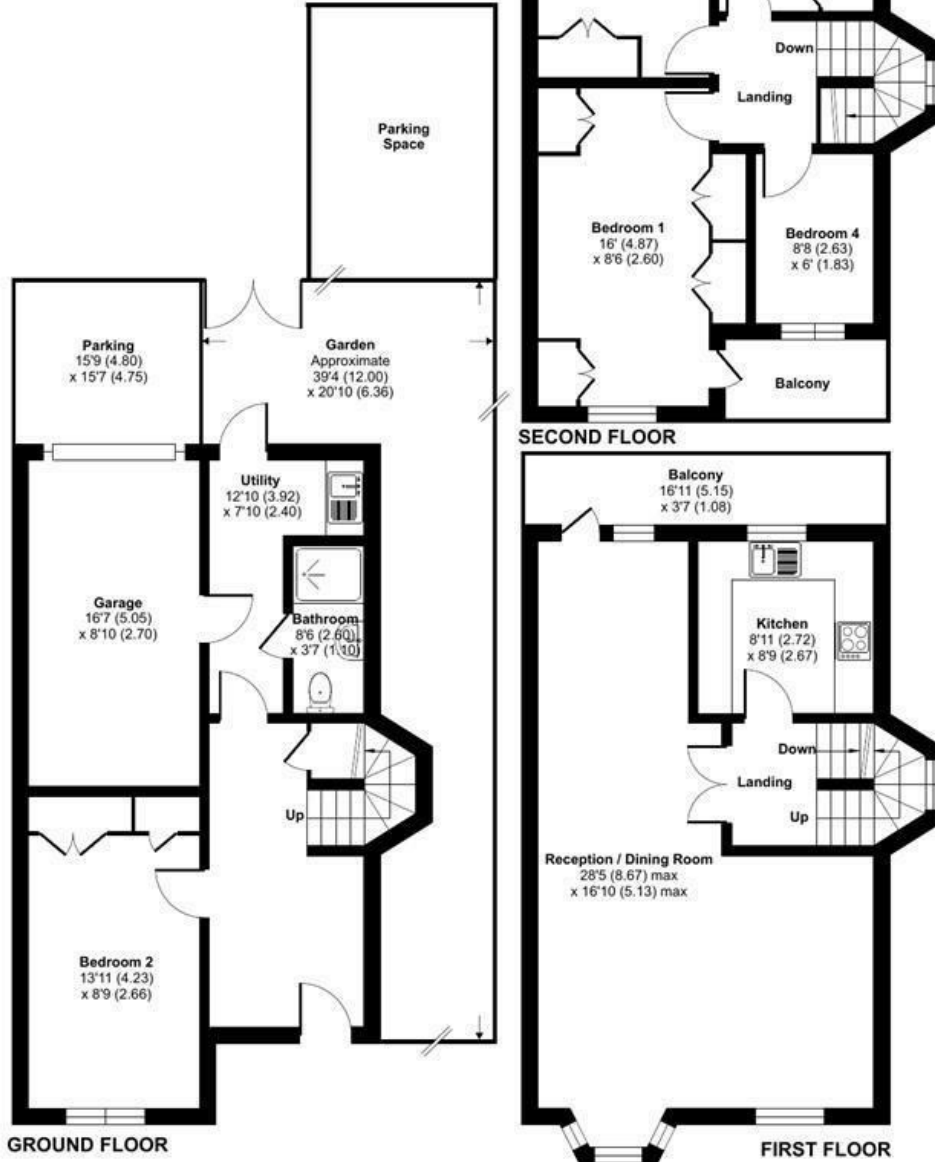 Parking
Space
Parking
15'9 (4.80)
x 15'7 (4.75)
Garden
Approximate
39'4 (12.00)
x 20'10 (6.36)
Utility
12'10 (3.92)
x 7'10 (2.40)
Garage
16'7 (5.05)
x 8'10 (2.70)
Bathroom
8'6 (2.60)
x 3'7 (1.10)
Up
Bedroom 2
13'11 (4.23)
x 8'9 (2.66)
GROUND FLOOR
Down
Landing
Bedroom 1
16' (4.87)
x 8'6 (2.60)
Bedroom 4
8'8 (2.63)
x 6' (1.83)
Balcony
SECOND FLOOR
Balcony
16'11 (5.15)
x 3'7 (1.08)
Kitchen
8'11 (2.72)
x 8'9 (2.67)
Down
Landing
Up
Reception / Dining Room
28'5 (8.67) max
x 16'10 (5.13) max
FIRST FLOOR